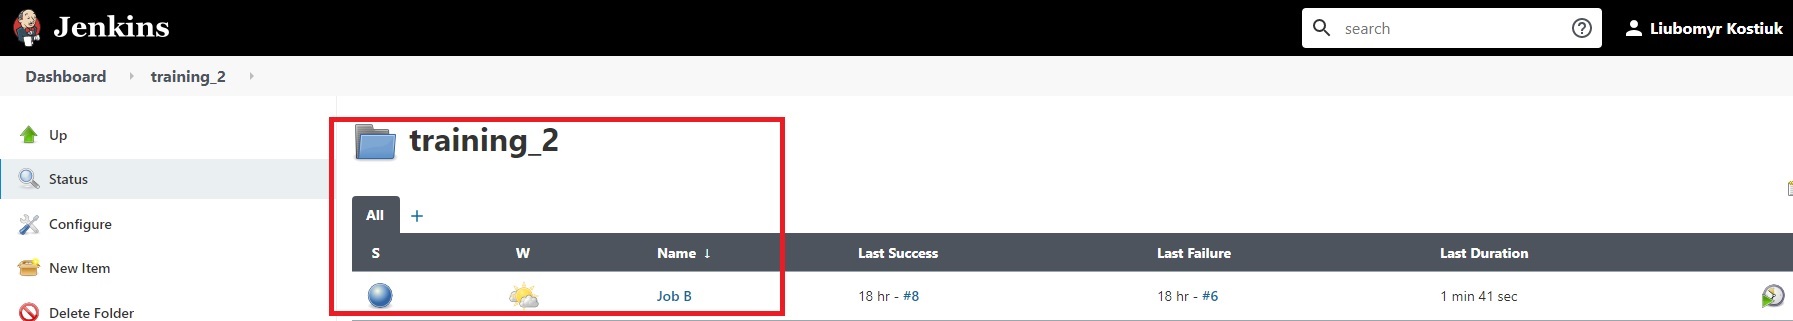 Jenkins
search
Liubomyr Kostiuk
Dashboard training_2
Up
Status
Configure
New Item
Delete Folder
training_2
All +
S W Name ↓ Last Success Last Failure Last Duration
Job B 18 hr - #8 18 hr - #6 1 min 41 sec